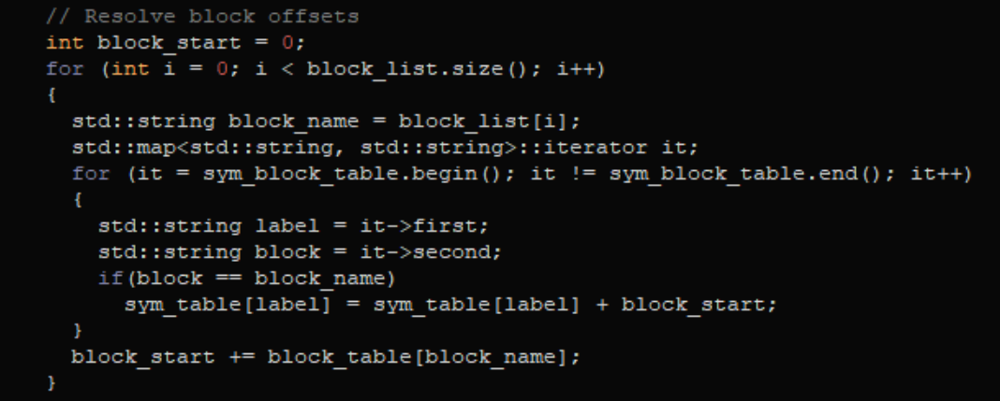 // Resolve block offsets
int block_start = 0;
for (int i = 0; i < block_list.size(); i++)
{
  std::string block_name = block_list[i];
  std::map<std::string, std::string>::iterator it;
  for (it = sym_block_table.begin(); it != sym_block_table.end(); it++)
  {
    std::string label = it->first;
    std::string block = it->second;
    if(block == block_name)
      sym_table[label] = sym_table[label] + block_start;
  }
  block_start += block_table[block_name];
}